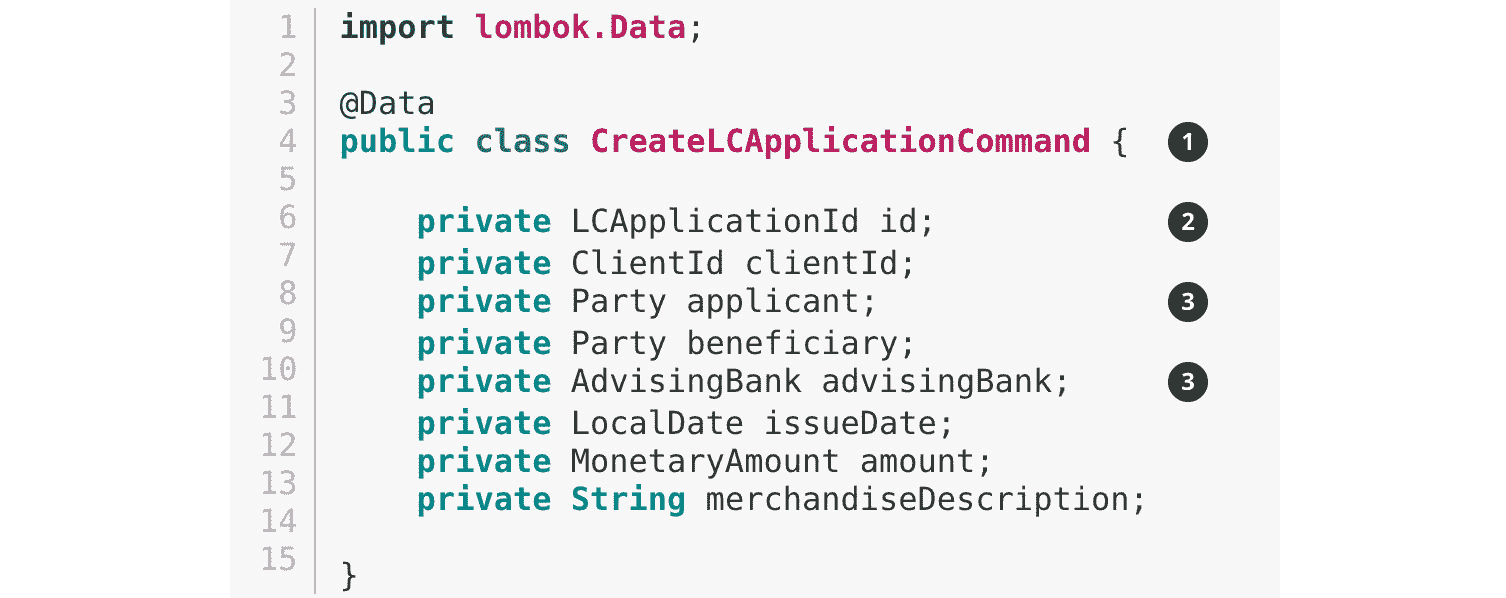 1 import lombok.Data;
2
3 @Data
4 public class CreateLCApplicationCommand { 1
5
6 private LCApplicationId id; 2
7 private ClientId clientId;
8 private Party applicant; 3
9 private Party beneficiary;
10 private AdvisingBank advisingBank; 3
11 private LocalDate issueDate;
12 private MonetaryAmount amount;
13 private String merchandiseDescription;
14
15 }